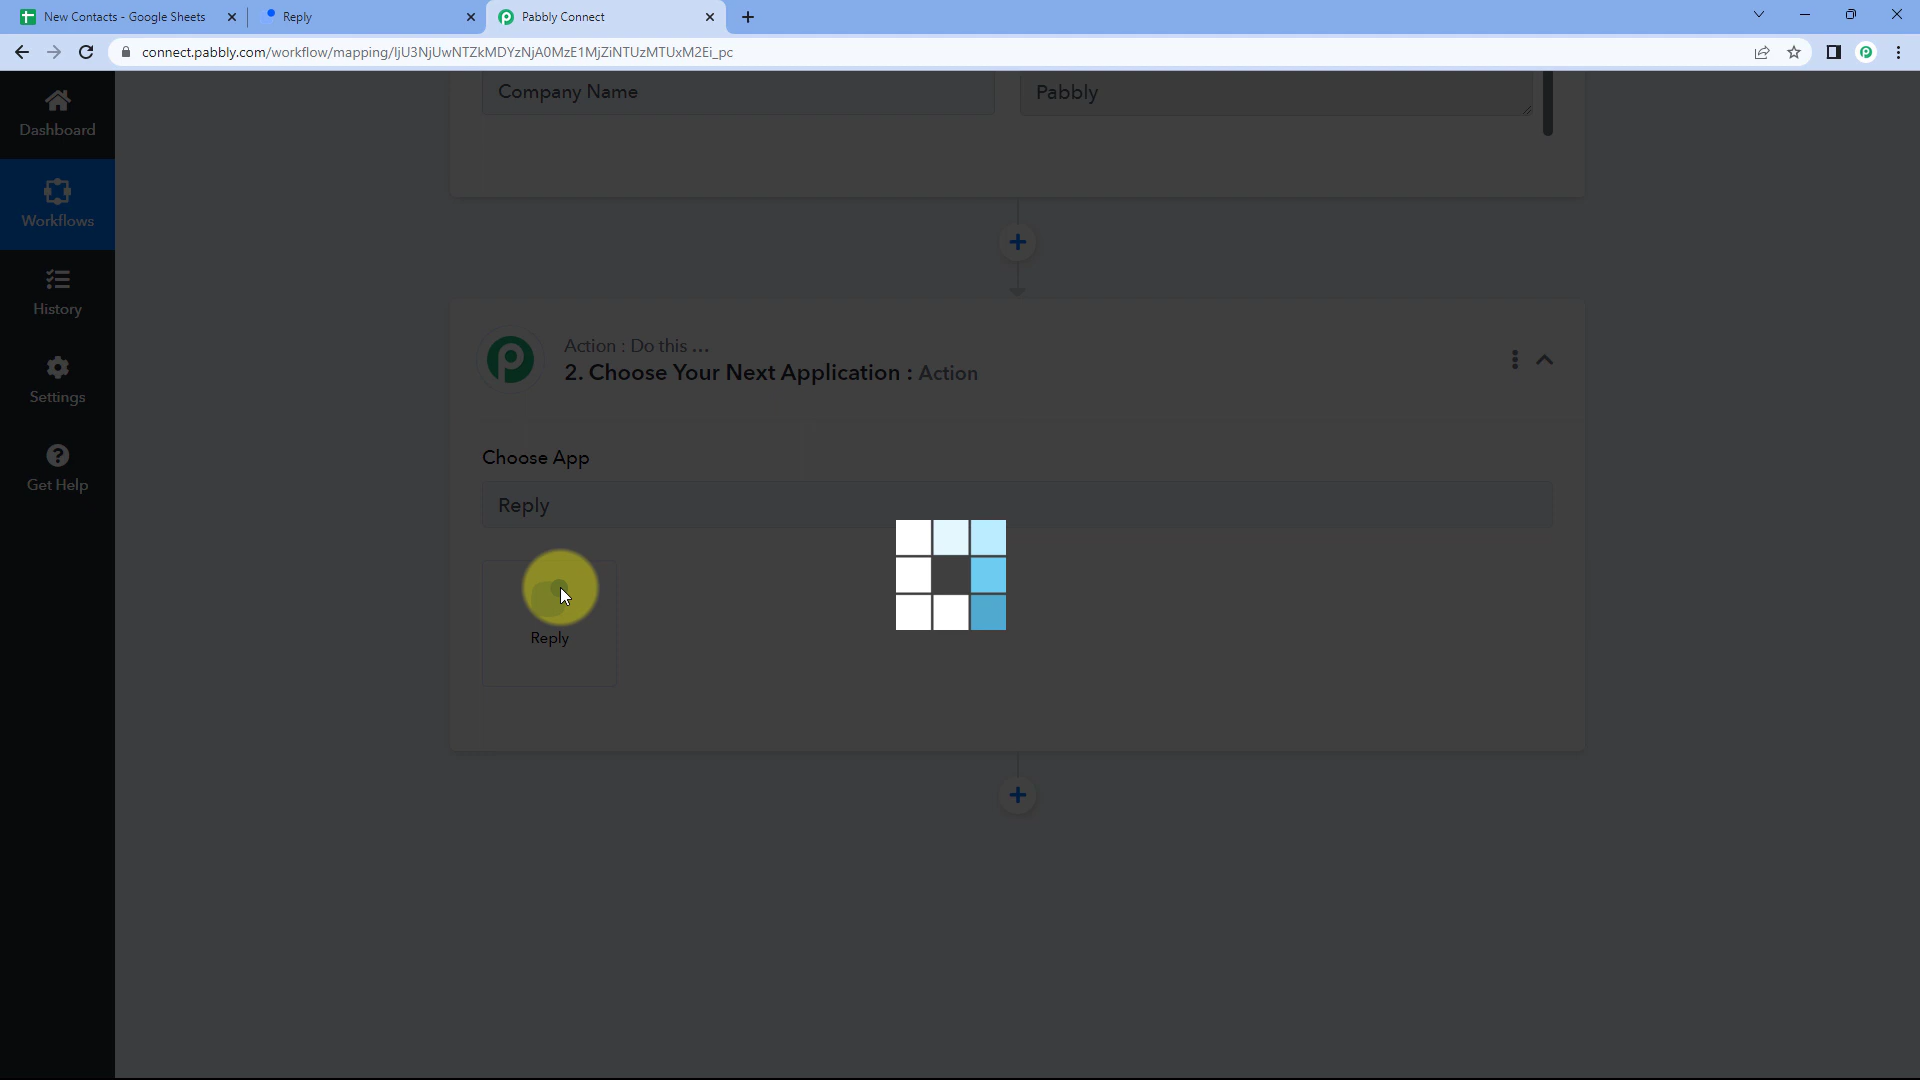 New Contacts - Google Sheets
Reply
Pabbly Connect
connect.pabbly.com/workflow/mapping/IjU3NjUwNTZkMDYzNjA0MzE1MjZiNTUzMTUxM2Ei_pc
Company Name
Pabbly
Dashboard
Workflows
History
Settings
Get Help
Action : Do this ...
2. Choose Your Next Application : Action
Choose App
Reply
Reply